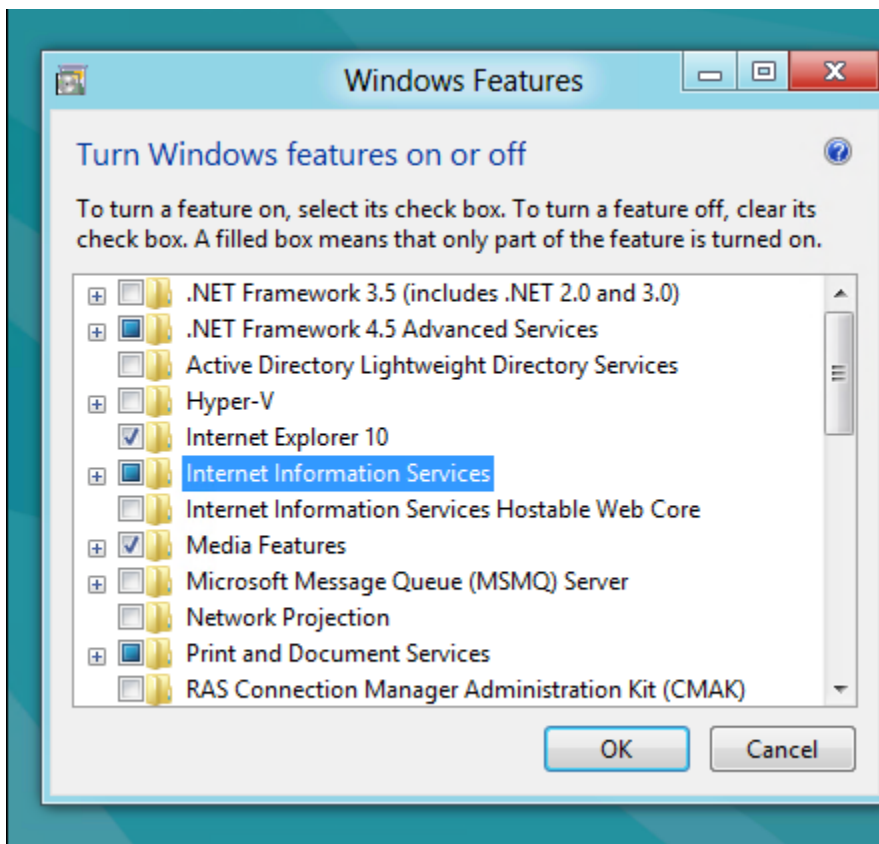 Windows Features
Turn Windows features on or off
To turn a feature on, select its check box. To turn a feature off, clear its
check box. A filled box means that only part of the feature is turned on.
.NET Framework 3.5 (includes .NET 2.0 and 3.0)
.NET Framework 4.5 Advanced Services
Active Directory Lightweight Directory Services
Hyper-V
Internet Explorer 10
Internet Information Services
Internet Information Services Hostable Web Core
Media Features
Microsoft Message Queue (MSMQ) Server
Network Projection
Print and Document Services
RAS Connection Manager Administration Kit (CMAK)
OK Cancel